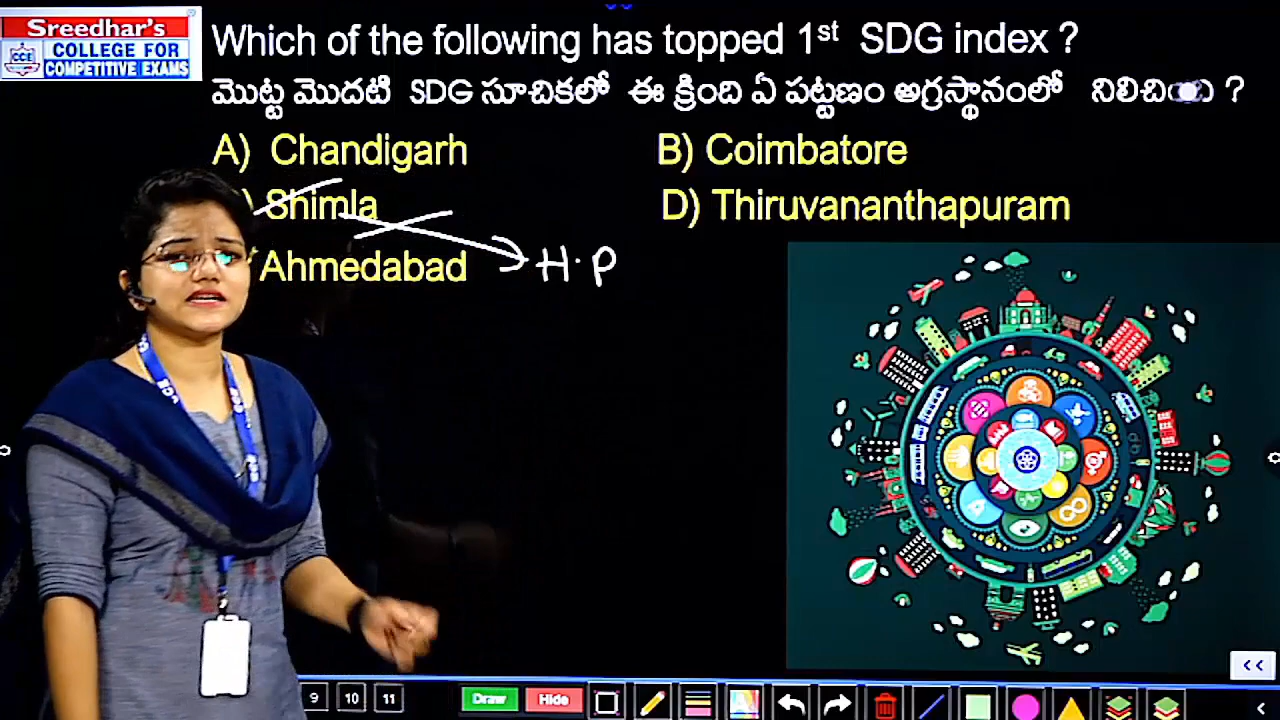 Sreedhar's
COLLEGE FOR
CCE
COMPETITIVE EXAMS
Which of the following has topped 1st SDG index ?
మొట్ట మొదటి SDG సూచికలో ఈ క్రింది ఏ పట్టణం అగ్రస్థానంలో
A) Chandigarh
B) Coimbatore
Shimla
D) Thiruvananthapuram
Ahmedabad
H.P
9 10 11 Draw Hide
<<